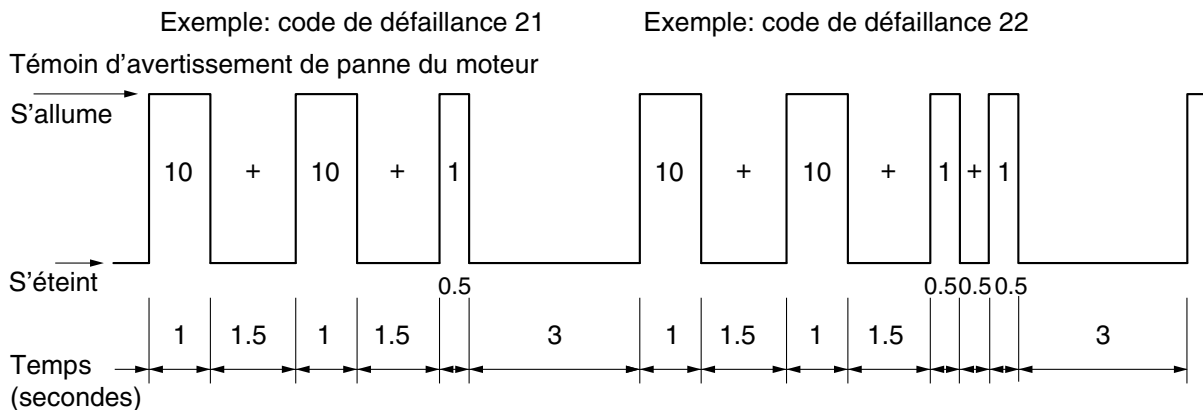 Exemple: code de défaillance 21 Exemple: code de défaillance 22
Témoin d'avertissement de panne du moteur
S'allume
10 + 10 + 1 10 + 10 + 1 + 1
S'éteint
0.5 0.5 0.5 0.5
1 1.5 1 1.5 3 1 1.5 1 1.5 3
Temps
(secondes)